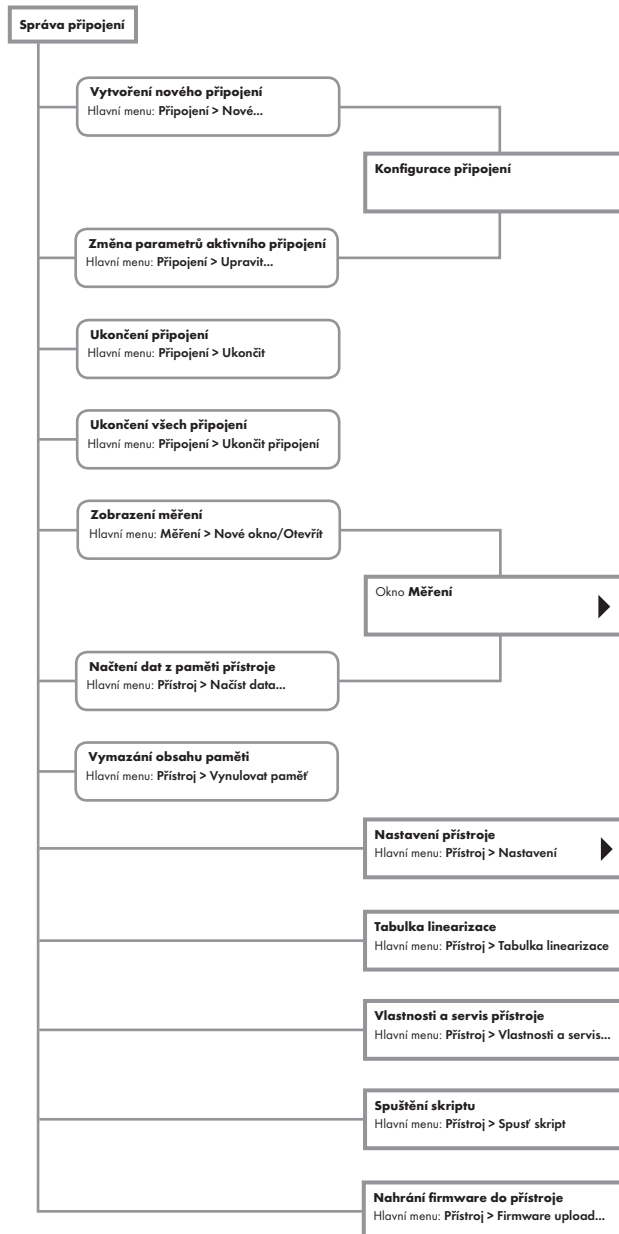 Správa připojení
Vytvoření nového připojení
Hlavní menu: Připojení > Nové...
Konfigurace připojení
Změna parametrů aktivního připojení
Hlavní menu: Připojení > Upravit...
Ukončení připojení
Hlavní menu: Připojení > Ukončit
Ukončení všech připojení
Hlavní menu: Připojení > Ukončit připojení
Zobrazení měření
Hlavní menu: Měření > Nové okno/Otevřít
Okno Měření
Načtení dat z paměti přístroje
Hlavní menu: Přístroj > Načíst data...
Vymazání obsahu paměti
Hlavní menu: Přístroj > Vynulovat paměť
Nastavení přístroje
Hlavní menu: Přístroj > Nastavení
Tabulka linearizace
Hlavní menu: Přístroj > Tabulka linearizace
Vlastnosti a servis přístroje
Hlavní menu: Přístroj > Vlastnosti a servis...
Spuštění skriptu
Hlavní menu: Přístroj > Spusť skript
Nahrání firmware do přístroje
Hlavní menu: Přístroj > Firmware upload...